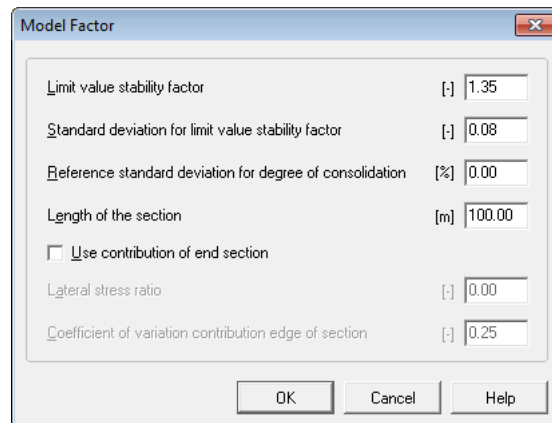 Model Factor
Limit value stability factor [-] 1.35
Standard deviation for limit value stability factor [-] 0.08
Reference standard deviation for degree of consolidation [%] 0.00
Length of the section [m] 100.00
Use contribution of end section
Lateral stress ratio [-] 0.00
Coefficient of variation contribution edge of section [-] 0.25
OK Cancel Help